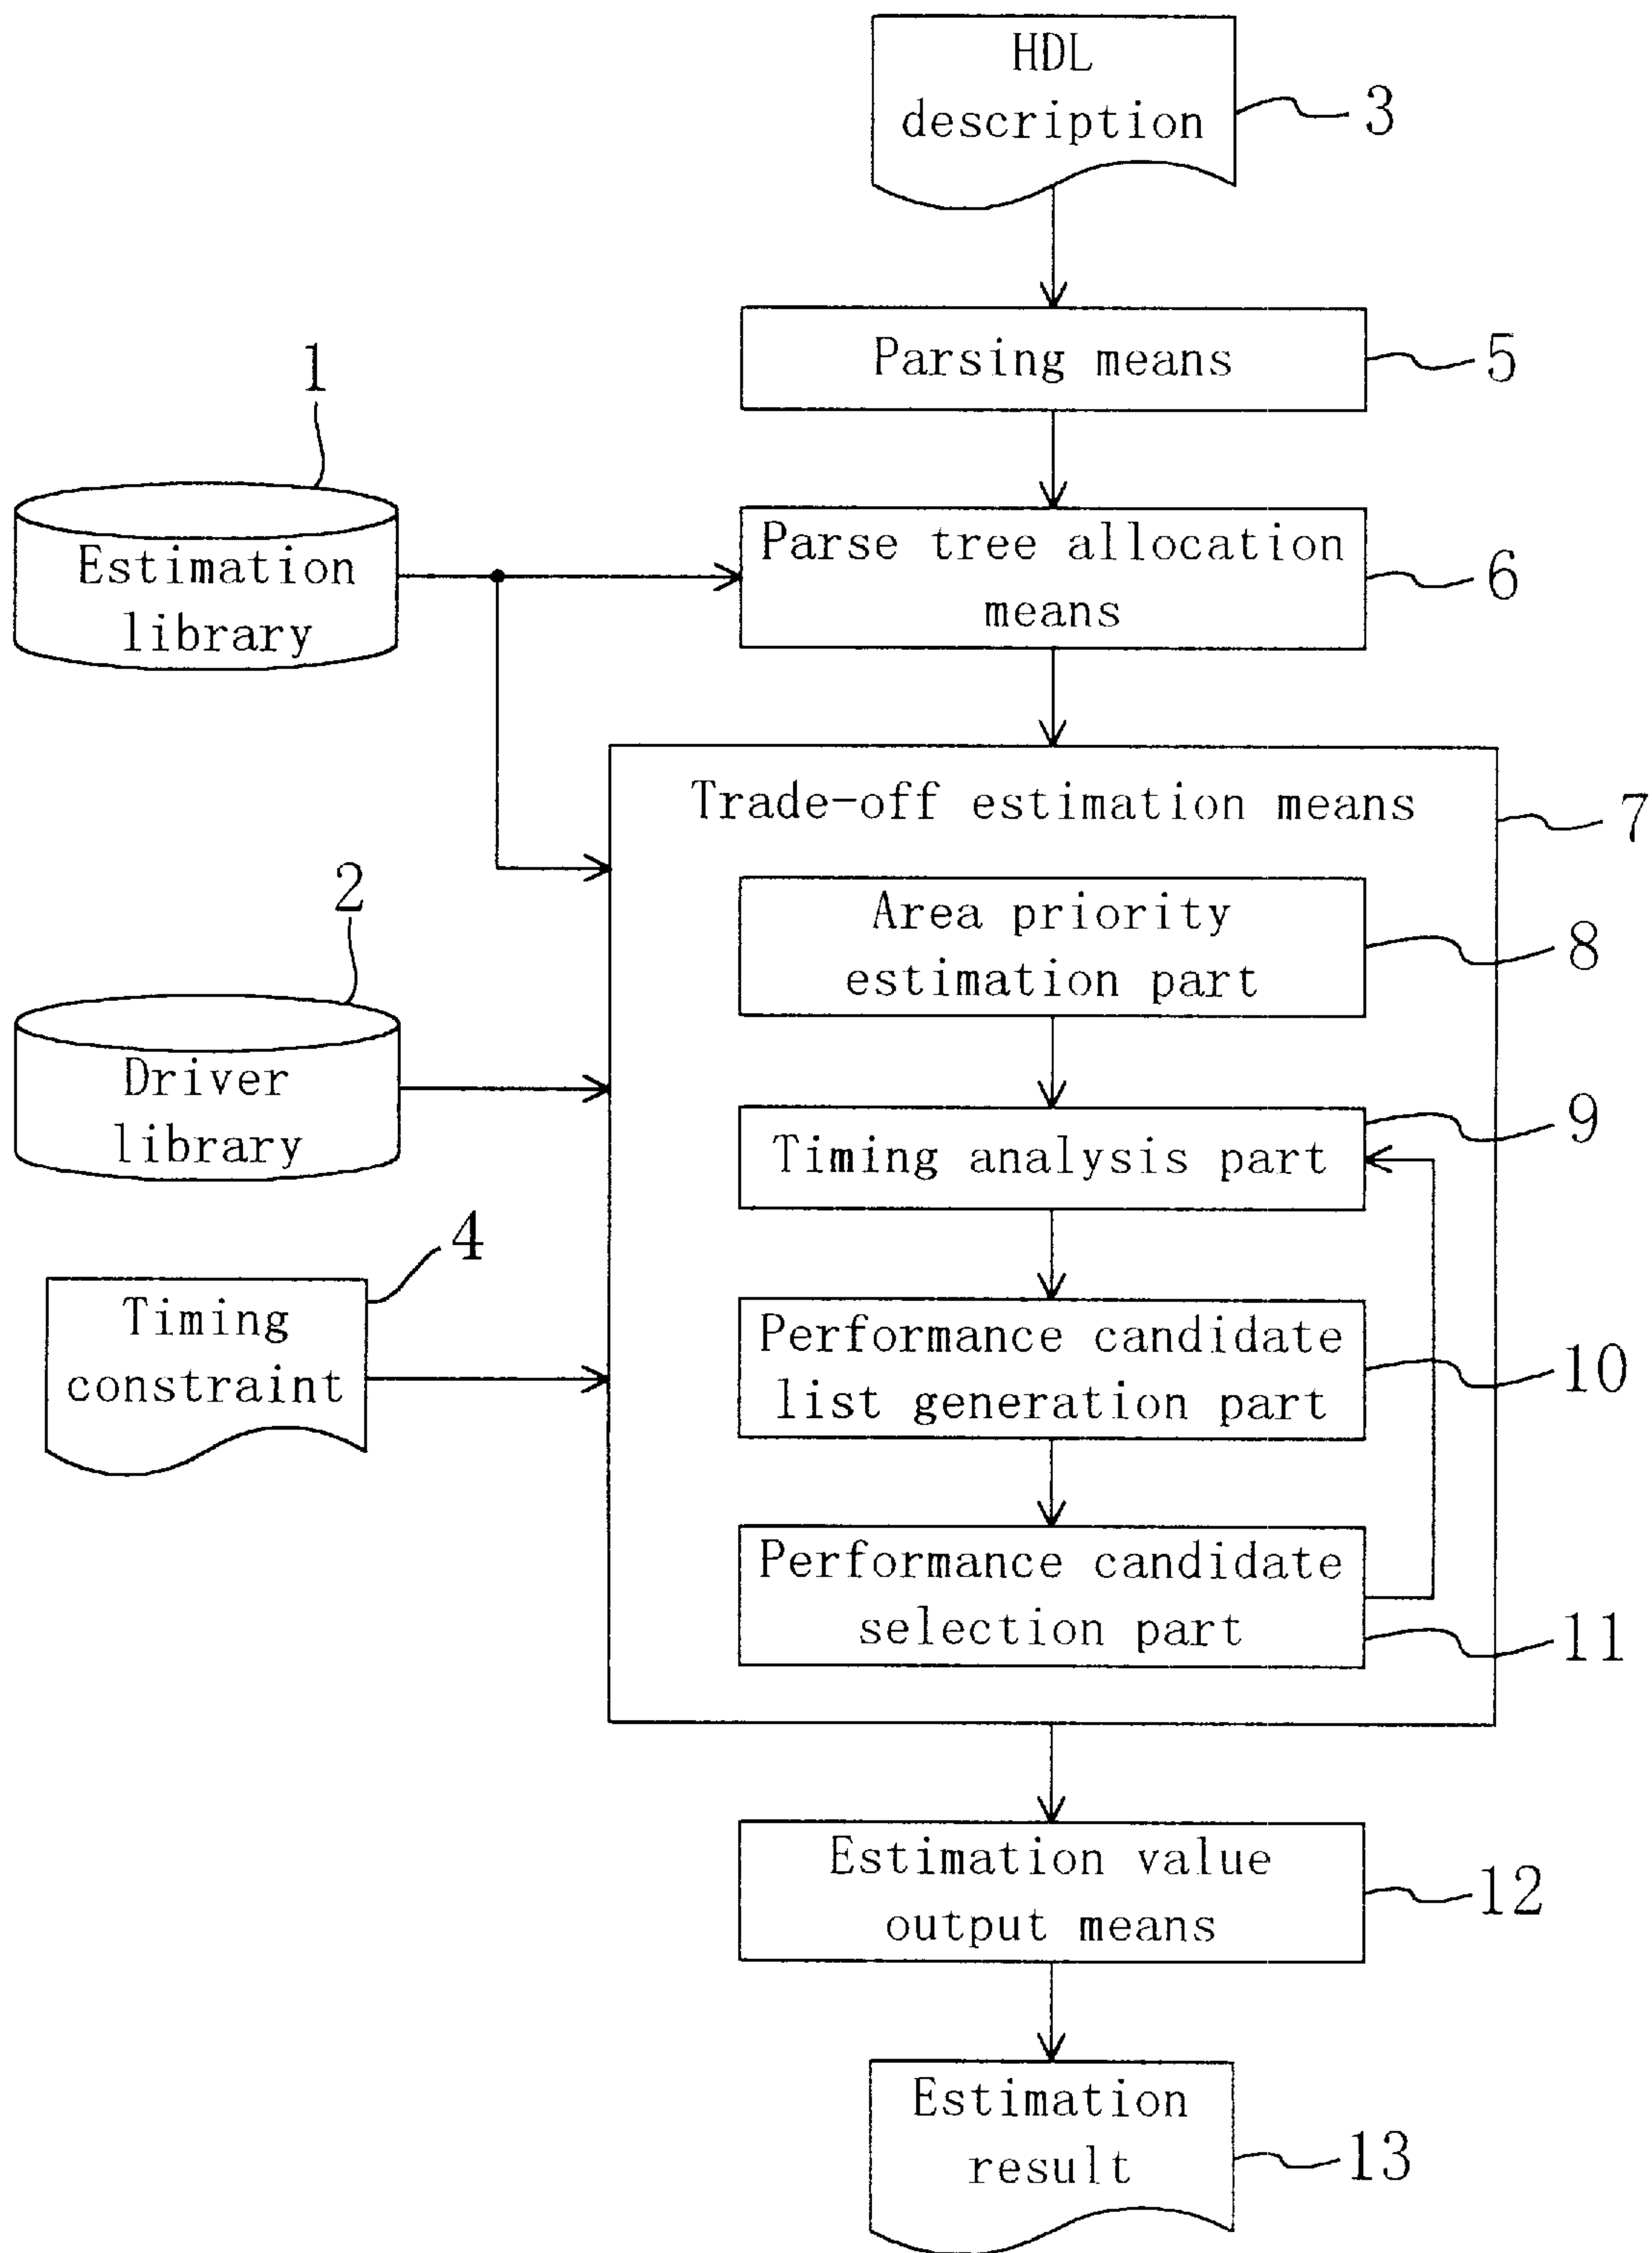 HDL
description
3
Parsing means
5
1
Estimation
library
Parse tree allocation
means
6
Trade-off estimation means
7
2
Driver
library
Area priority
estimation part
8
Timing analysis part
9
4
Timing
constraint
Performance candidate
list generation part
10
Performance candidate
selection part
11
Estimation value
output means
12
Estimation
result
13